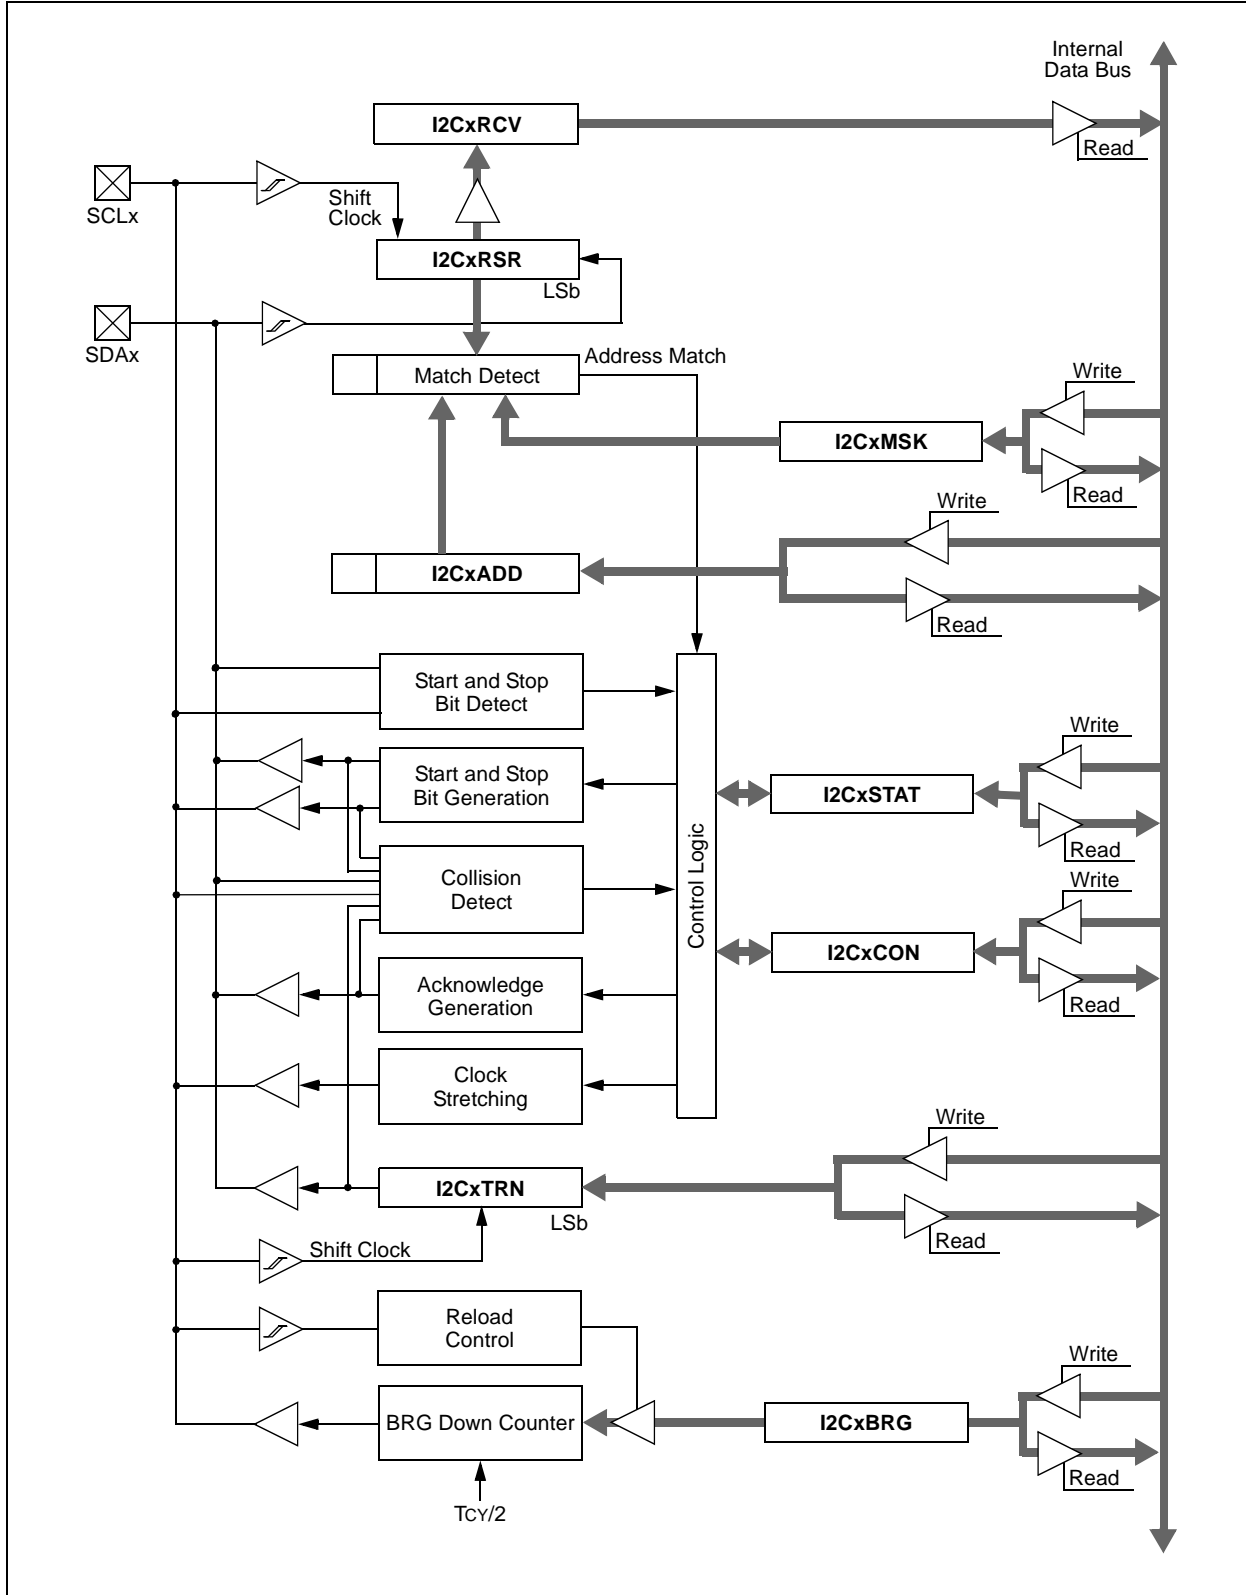 Internal
Data Bus
I2CxRCV
Read
SCLx
Shift
Clock
I2CxRSR
LSb
SDAx
Address Match
Match Detect
Write
I2CxMSK
Read
Write
I2CxADD
Read
Start and Stop
Bit Detect
Write
Start and Stop
Bit Generation
I2CxSTAT
Read
Control Logic
Collision
Detect
Write
I2CxCON
Read
Acknowledge
Generation
Clock
Stretching
Write
I2CxTRN
LSb
Read
Shift Clock
Reload
Control
Write
BRG Down Counter
I2CxBRG
Read
TCY/2